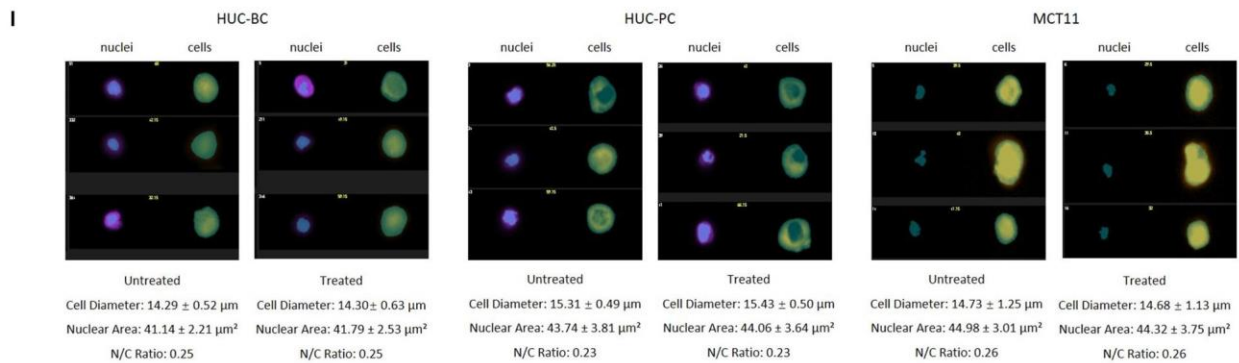 I
HUC-BC HUC-PC MCT11
nuclei cells nuclei cells nuclei cells nuclei cells nuclei cells nuclei cells
Untreated Treated Untreated Treated Untreated Treated
Cell Diameter: 14.29 ± 0.52 µm Cell Diameter: 14.30± 0.63 µm Cell Diameter: 15.31 ± 0.49 µm Cell Diameter: 15.43 ± 0.50 µm Cell Diameter: 14.73 ± 1.25 µm Cell Diameter: 14.68 ± 1.13 µm
Nuclear Area: 41.14 ± 2.21 µm² Nuclear Area: 41.79 ± 2.53 µm² Nuclear Area: 43.74 ± 3.81 µm² Nuclear Area: 44.06 ± 3.64 µm² Nuclear Area: 44.98 ± 3.01 µm² Nuclear Area: 44.32 ± 3.75 µm²
N/C Ratio: 0.25 N/C Ratio: 0.25 N/C Ratio: 0.23 N/C Ratio: 0.23 N/C Ratio: 0.26 N/C Ratio: 0.26